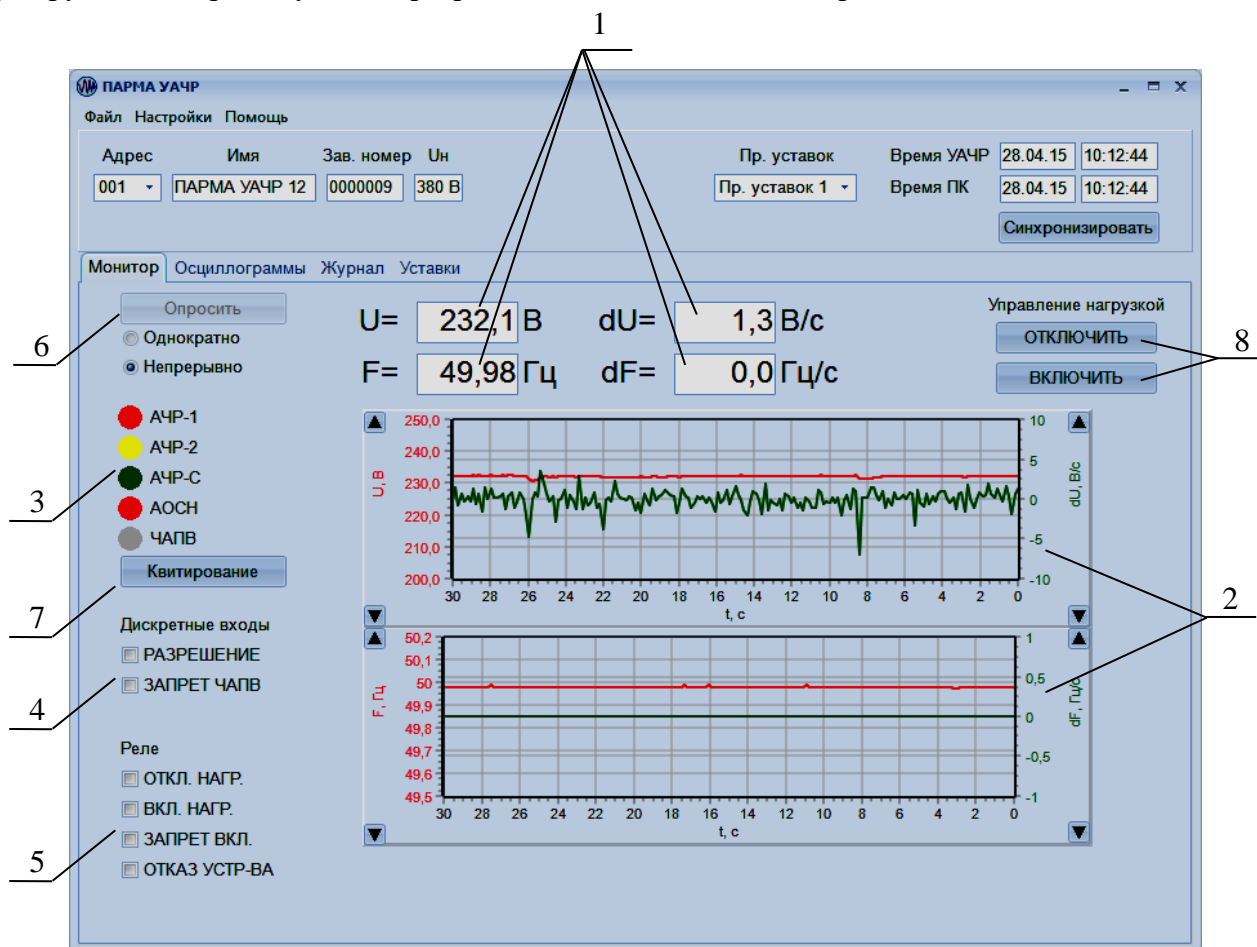 1
ПАРМА УАЧР
Файл Настройки Помощь
Адрес Имя Зав. номер Uн Пр. уставок Время УАЧР 28.04.15 10:12:44
001 ПАРМА УАЧР 12 0000009 380 В Пр. уставок 1 Время ПК 28.04.15 10:12:44
Синхронизировать
Монитор Осциллограммы Журнал Уставки
Опросить
Однократно
Непрерывно
6
U= 232,1 В dU= 1,3 В/с
F= 49,98 Гц dF= 0,0 Гц/с
Управление нагрузкой
ОТКЛЮЧИТЬ
ВКЛЮЧИТЬ
8
АЧР-1
АЧР-2
АЧР-С
АОСН
ЧАПВ
3
Квитирование
7
250,0
240,0
230,0
220,0
210,0
200,0
U,В
10
5
0
-5
-10
dU, В/с
30 28 26 24 22 20 18 16 14 12 10 8 6 4 2 0
t, с
2
Дискретные входы
РАЗРЕШЕНИЕ
ЗАПРЕТ ЧАПВ
4
50,2
50,1
50
49,9
49,8
49,7
49,6
49,5
F, Гц
1
0,5
0
-0,5
-1
dF, Гц/с
30 28 26 24 22 20 18 16 14 12 10 8 6 4 2 0
t, с
Реле
ОТКЛ. НАГР.
ВКЛ. НАГР.
ЗАПРЕТ ВКЛ.
ОТКАЗ УСТР-ВА
5